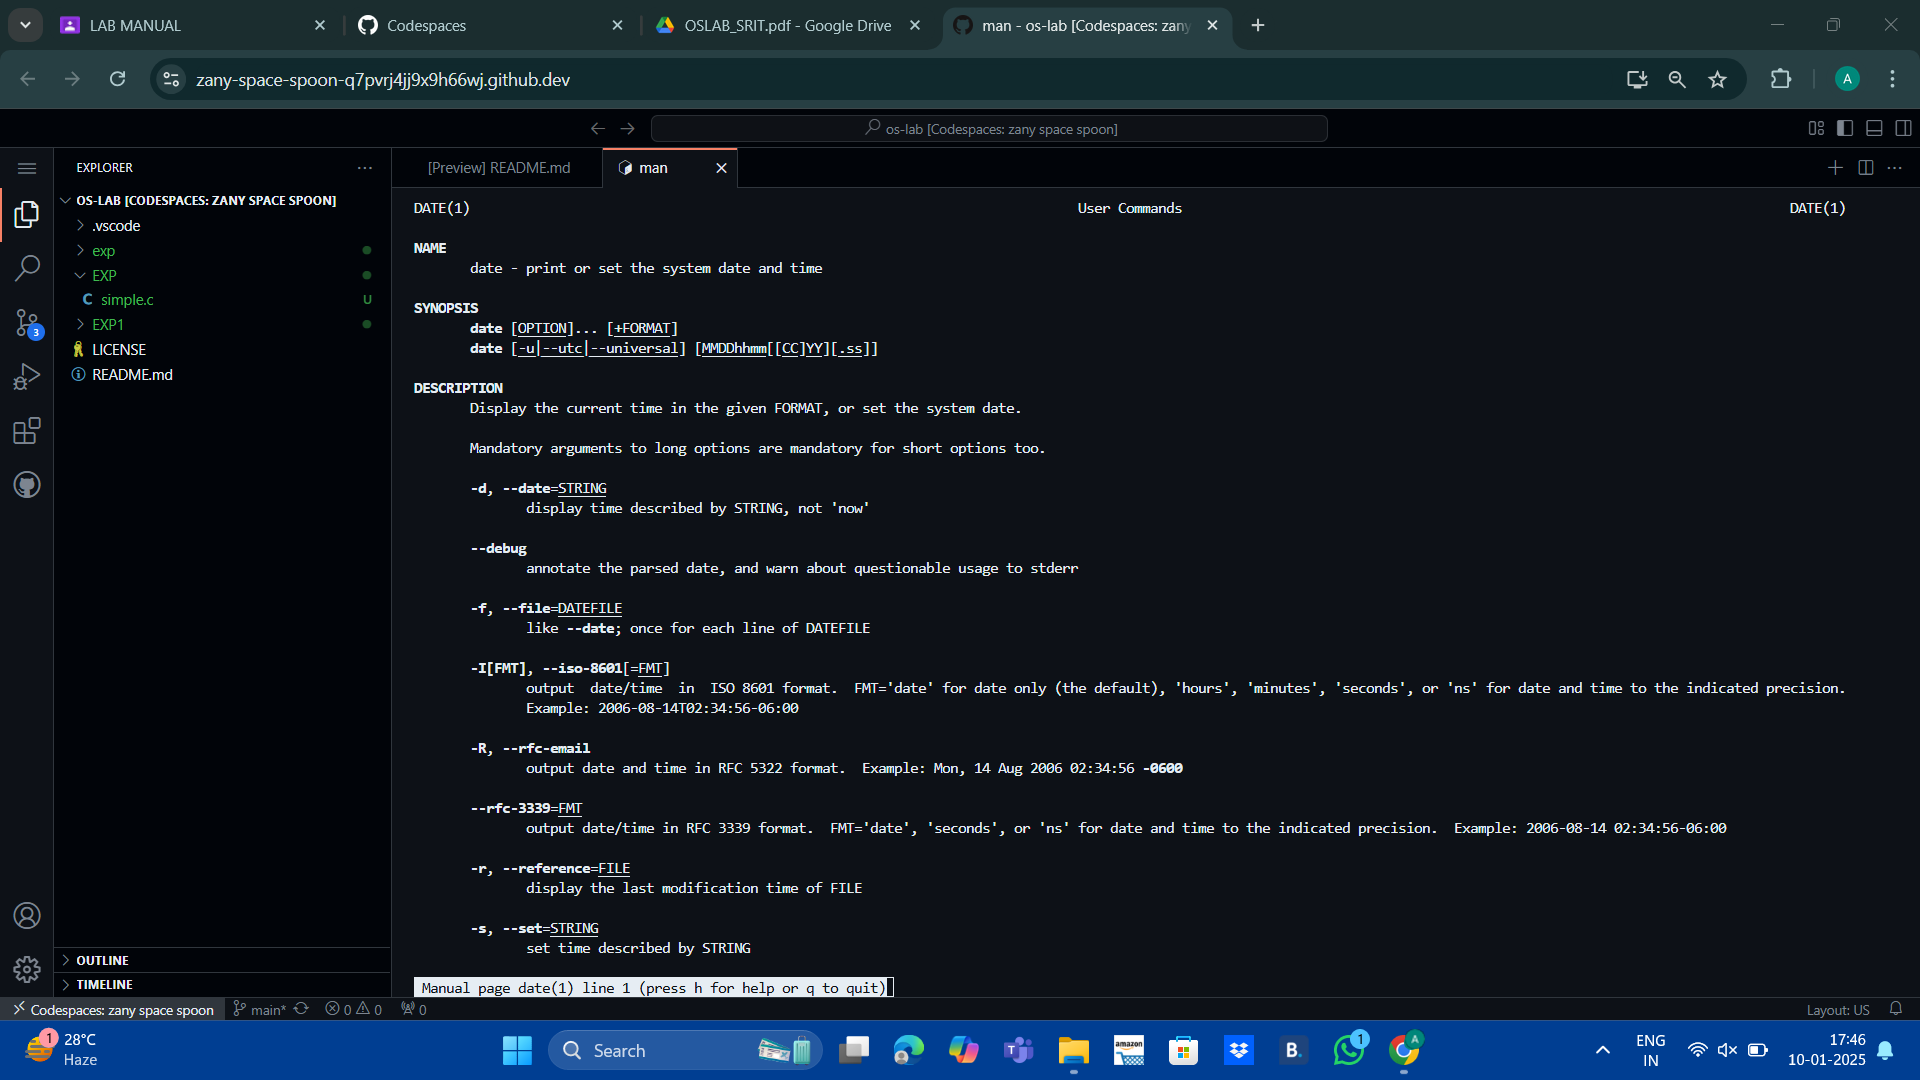 LAB MANUAL
Codespaces
OSLAB_SRIT.pdf - Google Drive
man - os-lab [Codespaces: zany
zany-space-spoon-q7pvrj4jj9x9h66wj.github.dev
A
os-lab [Codespaces: zany space spoon]
EXPLORER
[Preview] README.md
man
OS-LAB [CODESPACES: ZANY SPACE SPOON]
.vscode
exp
EXP
C simple.c U
EXP1
LICENSE
README.md
3
DATE(1) User Commands DATE(1)
NAME
date - print or set the system date and time
SYNOPSIS
date [OPTION]... [+FORMAT]
date [-u|--utc|--universal] [MMDDhhmm[[CC]YY][.ss]]
DESCRIPTION
Display the current time in the given FORMAT, or set the system date.
Mandatory arguments to long options are mandatory for short options too.
-d, --date=STRING
display time described by STRING, not 'now'
--debug
annotate the parsed date, and warn about questionable usage to stderr
-f, --file=DATEFILE
like --date; once for each line of DATEFILE
-I[FMT], --iso-8601[=FMT]
output date/time in ISO 8601 format. FMT='date' for date only (the default), 'hours', 'minutes', 'seconds', or 'ns' for date and time to the indicated precision.
Example: 2006-08-14T02:34:56-06:00
-R, --rfc-email
output date and time in RFC 5322 format. Example: Mon, 14 Aug 2006 02:34:56 -0600
--rfc-3339=FMT
output date/time in RFC 3339 format. FMT='date', 'seconds', or 'ns' for date and time to the indicated precision. Example: 2006-08-14 02:34:56-06:00
-r, --reference=FILE
display the last modification time of FILE
-s, --set=STRING
set time described by STRING
Manual page date(1) line 1 (press h for help or q to quit)
OUTLINE
TIMELINE
Codespaces: zany space spoon
main*
0
0
0
Layout: US
1
28°C
Haze
Search
amazon
B.
1
A
ENG
IN
17:46
10-01-2025